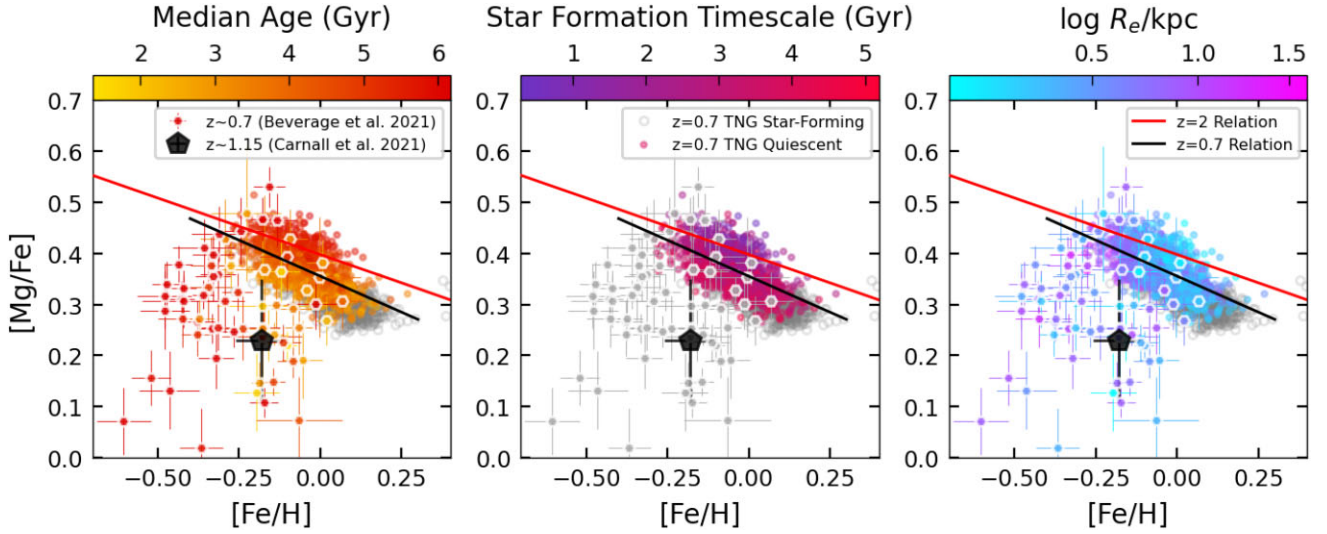 Median Age (Gyr)
2 3 4 5 6
Star Formation Timescale (Gyr)
1 2 3 4 5
log Re/kpc
0.5 1.0 1.5
[Mg/Fe]
0.7
0.6
0.5
0.4
0.3
0.2
0.1
0.0
z~0.7 (Beverage et al. 2021)
z~1.15 (Carnall et al. 2021)
−0.50 −0.25 0.00 0.25
[Fe/H]
0.7
0.6
0.5
0.4
0.3
0.2
0.1
0.0
z=0.7 TNG Star-Forming
z=0.7 TNG Quiescent
−0.50 −0.25 0.00 0.25
[Fe/H]
0.7
0.6
0.5
0.4
0.3
0.2
0.1
0.0
z=2 Relation
z=0.7 Relation
−0.50 −0.25 0.00 0.25
[Fe/H]